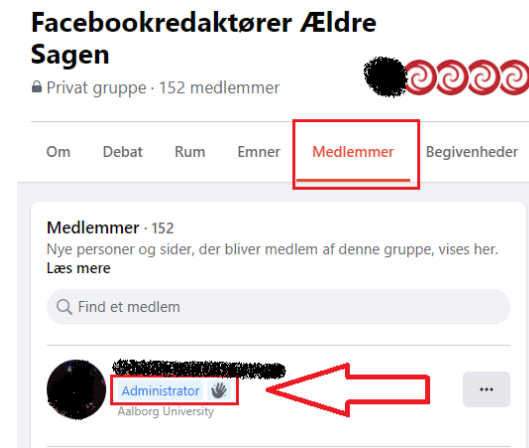 Facebookredaktører Ældre
Sagen
Privat gruppe · 152 medlemmer
Om Debat Rum Emner Medlemmer Begivenheder
Medlemmer · 152
Nye personer og sider, der bliver medlem af denne gruppe, vises her.
Læs mere
Find et medlem
Administrator
Aalborg University